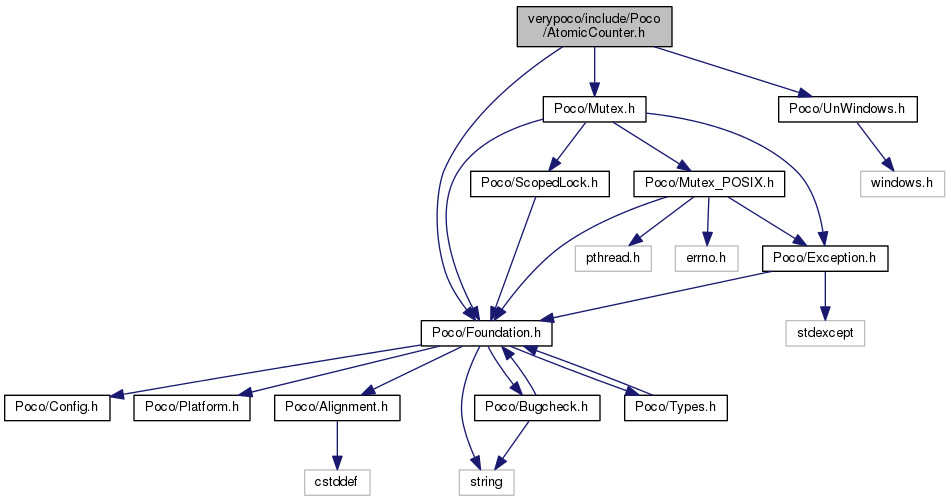 verypoco/include/Poco
/AtomicCounter.h
Poco/Mutex.h
Poco/UnWindows.h
Poco/ScopedLock.h
Poco/Mutex_POSIX.h
windows.h
pthread.h
errno.h
Poco/Exception.h
Poco/Foundation.h
stdexcept
Poco/Config.h
Poco/Platform.h
Poco/Alignment.h
Poco/Bugcheck.h
Poco/Types.h
cstddef
string